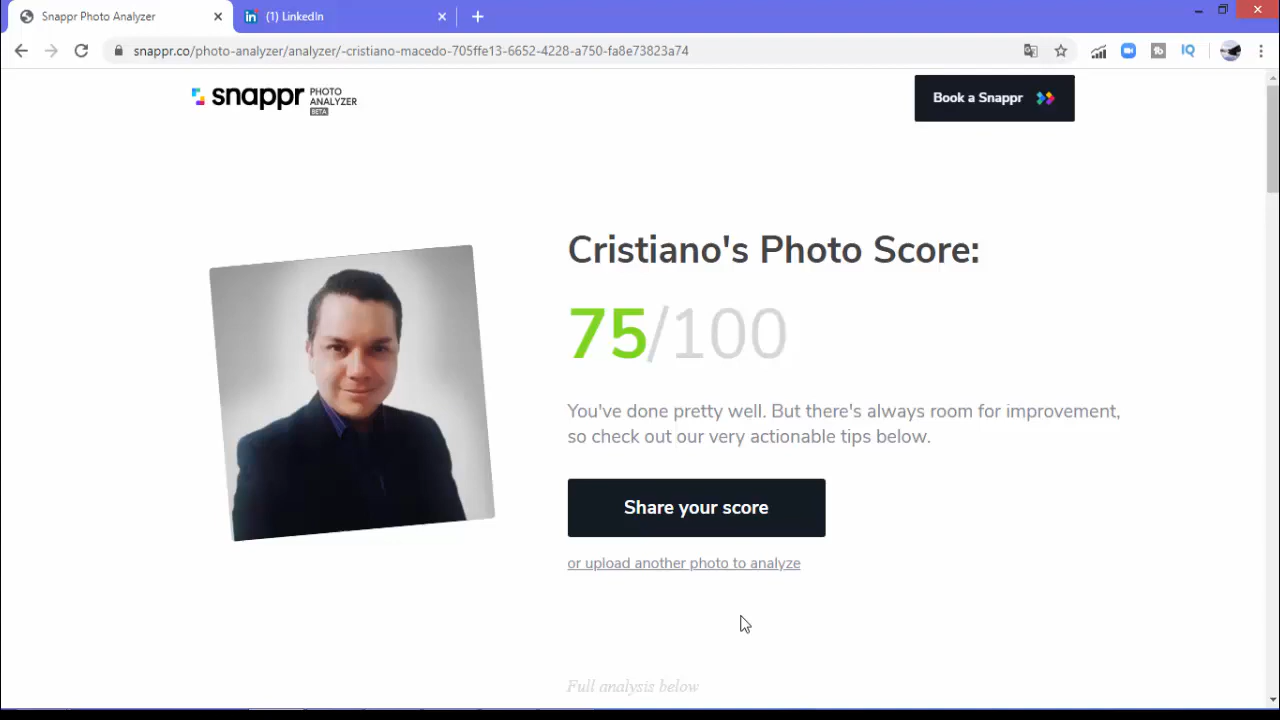 Snappr Photo Analyzer
(1) LinkedIn
snappr.co/photo-analyzer/analyzer/-cristiano-macedo-705ffe13-6652-4228-a750-fa8e73823a74
IQ
snappr
PHOTO
ANALYZER
BETA
Book a Snappr
Cristiano's Photo Score:
75/100
You've done pretty well. But there's always room for improvement,
so check out our very actionable tips below.
Share your score
or upload another photo to analyze
Full analysis below